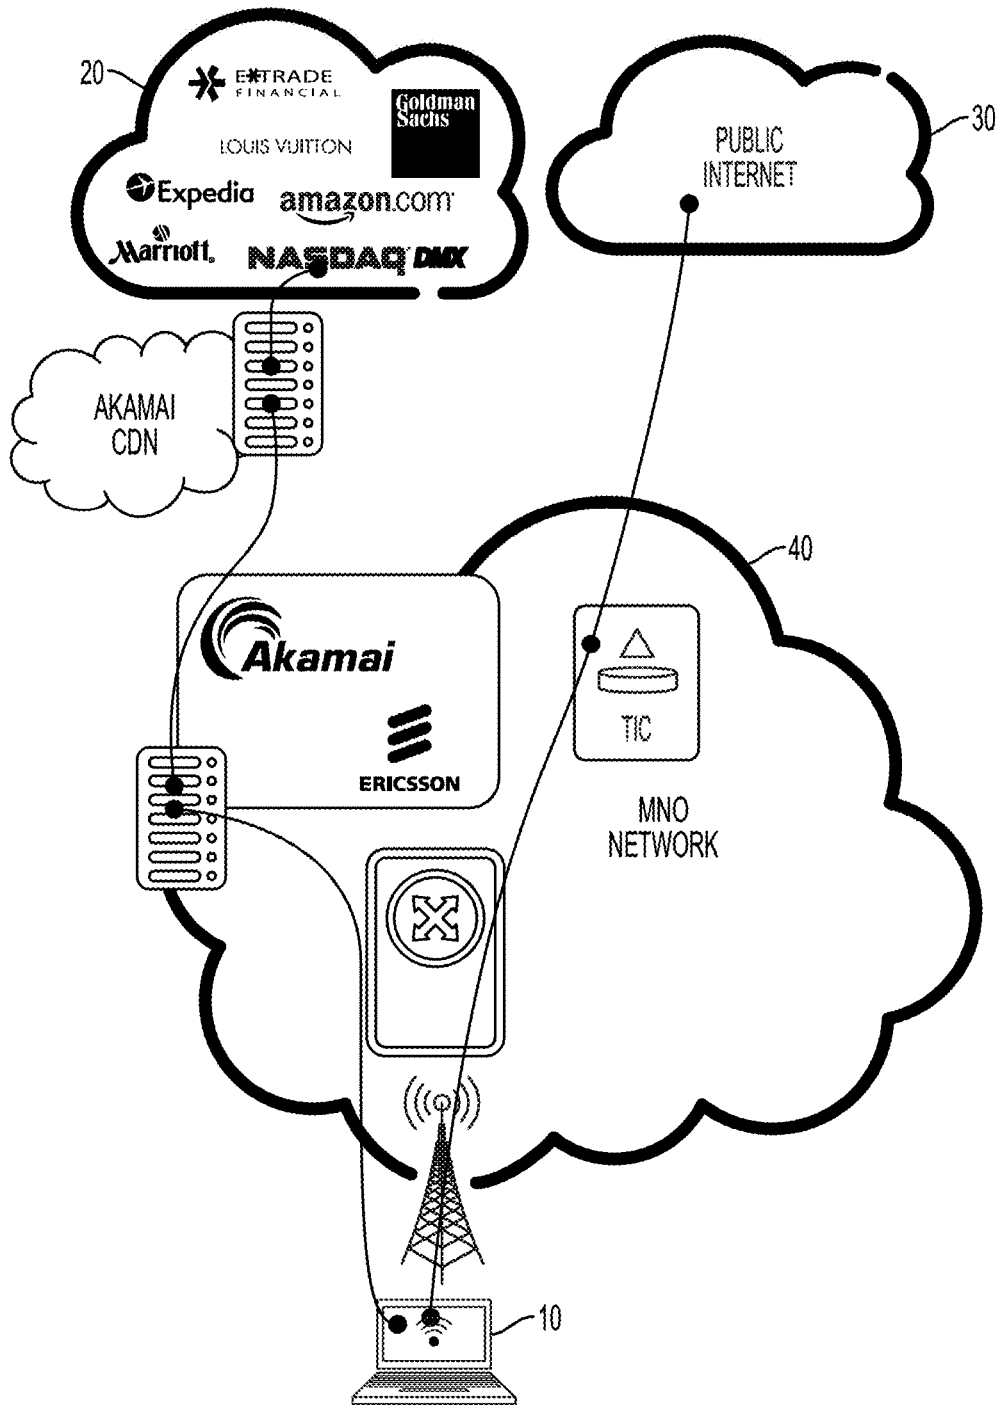 20
E*TRADE
FINANCIAL
Goldman
Sachs
LOUIS VUITTON
Expedia
amazon.com
Marriott.
NASDAQ DMX
30
PUBLIC
INTERNET
AKAMAI
CDN
40
Akamai
ERICSSON
TIC
MNO
NETWORK
10